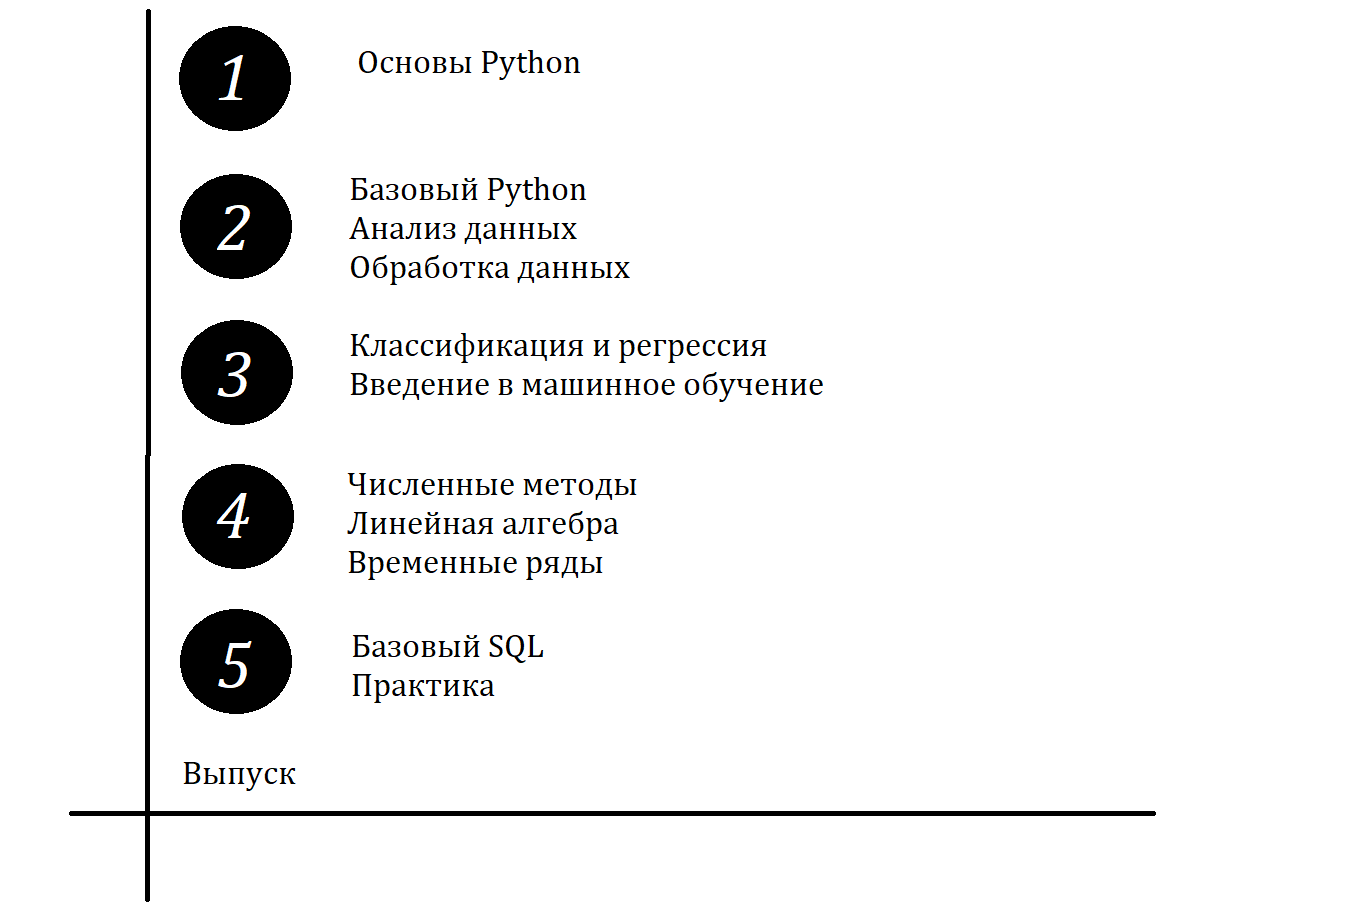 1
Основы Python
2
Базовый Python
Анализ данных
Обработка данных
3
Классификация и регрессия
Введение в машинное обучение
4
Численные методы
Линейная алгебра
Временные ряды
5
Базовый SQL
Практика
Выпуск